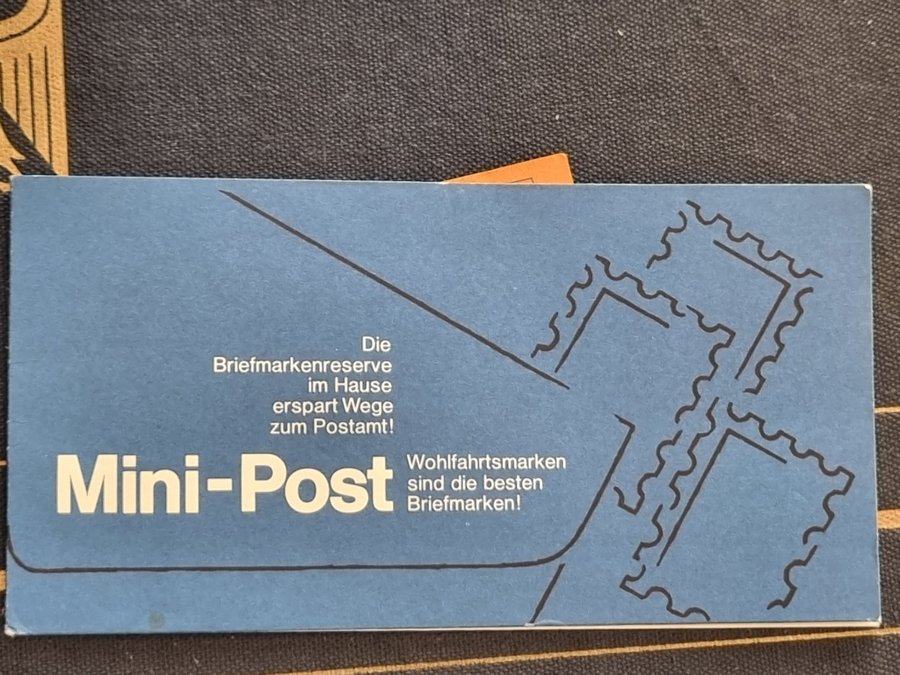 Die
Briefmarkenreserve
im Hause
erspart Wege
zum Postamt!
Mini-Post
Wohlfahrtsmarken
sind die besten
Briefmarken!